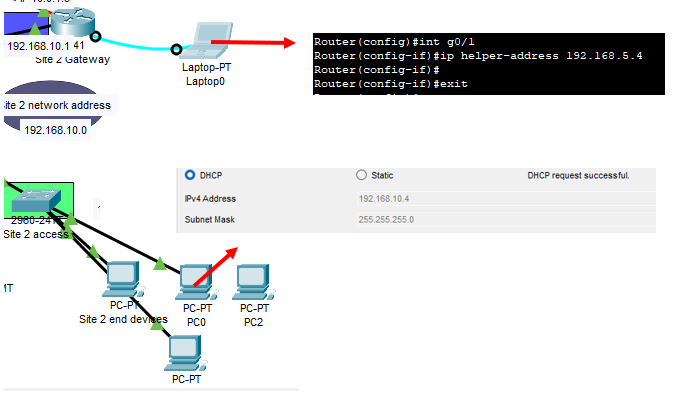 192.168.10.1 41
Site 2 Gateway
Laptop-PT
Laptop0
Router(config)#int g0/1
Router(config-if)#ip helper-address 192.168.5.4
Router(config-if)#
Router(config-if)#exit
ite 2 network address
192.168.10.0
DHCP
Static
DHCP request successful.
IPv4 Address
192.168.10.4
Subnet Mask
255.255.255.0
Site 2 access
PC-PT
Site 2 end devices
PC-PT
PC0
PC-PT
PC2
PC-PT